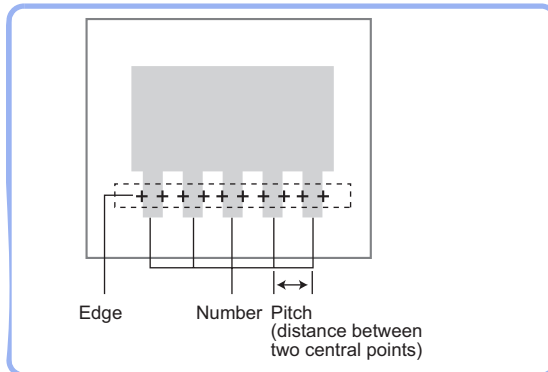 Edge
Number
Pitch
(distance between
two central points)